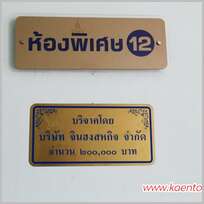 ห้องพิเศษ 12
บริจาคโดย
บริษัท จินฮงสหกิจ จำกัด
จำนวน ๒๐๐,๐๐๐ บาท
www.kaento